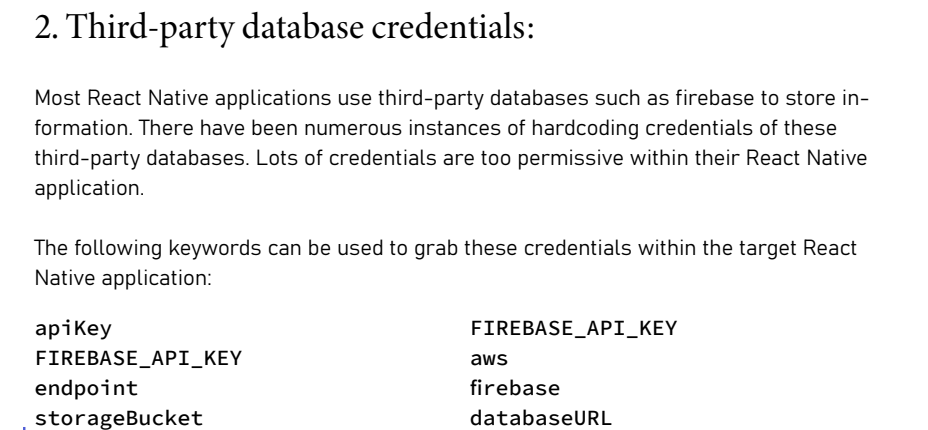 2. Third-party database credentials:
Most React Native applications use third-party databases such as firebase to store in-
formation. There have been numerous instances of hardcoding credentials of these
third-party databases. Lots of credentials are too permissive within their React Native
application.
The following keywords can be used to grab these credentials within the target React
Native application:
apiKey FIREBASE_API_KEY
FIREBASE_API_KEY aws
endpoint firebase
storageBucket databaseURL